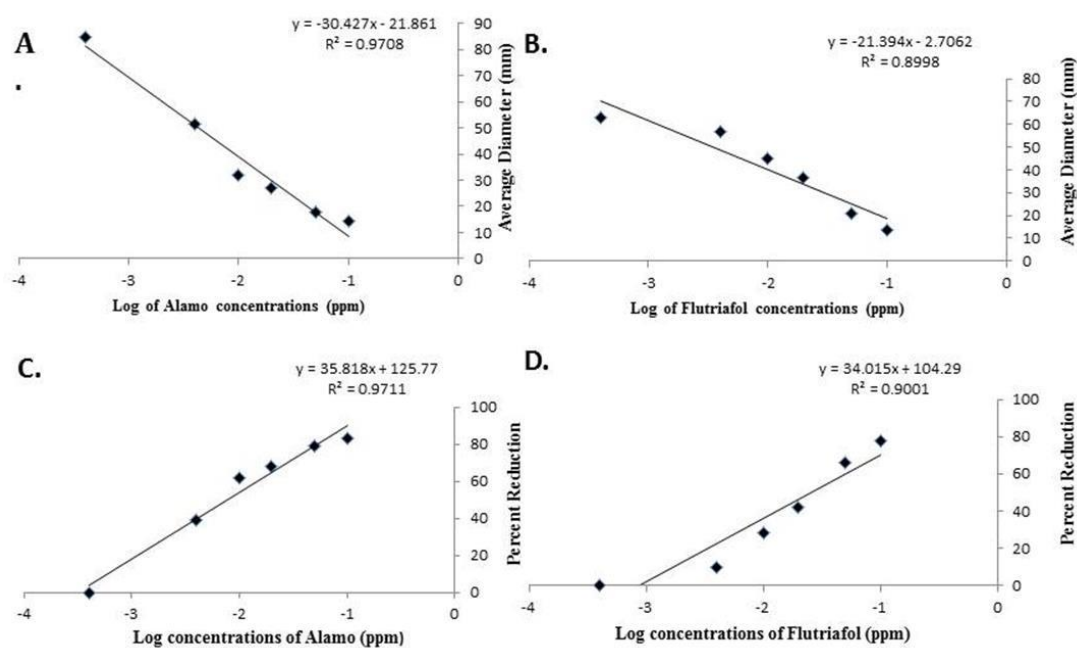 A
.
y = -30.427x - 21.861
R² = 0.9708
90
80
70
60
50
40
30
20
10
0
Average Diameter (mm)
-4 -3 -2 -1 0
Log of Alamo concentrations (ppm)
B.
y = -21.394x - 2.7062
R² = 0.8998
80
70
60
50
40
30
20
10
0
Average Diameter (mm)
-4 -3 -2 -1 0
Log of Flutriafol concentrations (ppm)
C.
y = 35.818x + 125.77
R² = 0.9711
100
80
60
40
20
0
Percent Reduction
-4 -3 -2 -1 0
Log concentrations of Alamo (ppm)
D.
y = 34.015x + 104.29
R² = 0.9001
100
80
60
40
20
0
Percent Reduction
-4 -3 -2 -1 0
Log concentrations of Flutriafol (ppm)